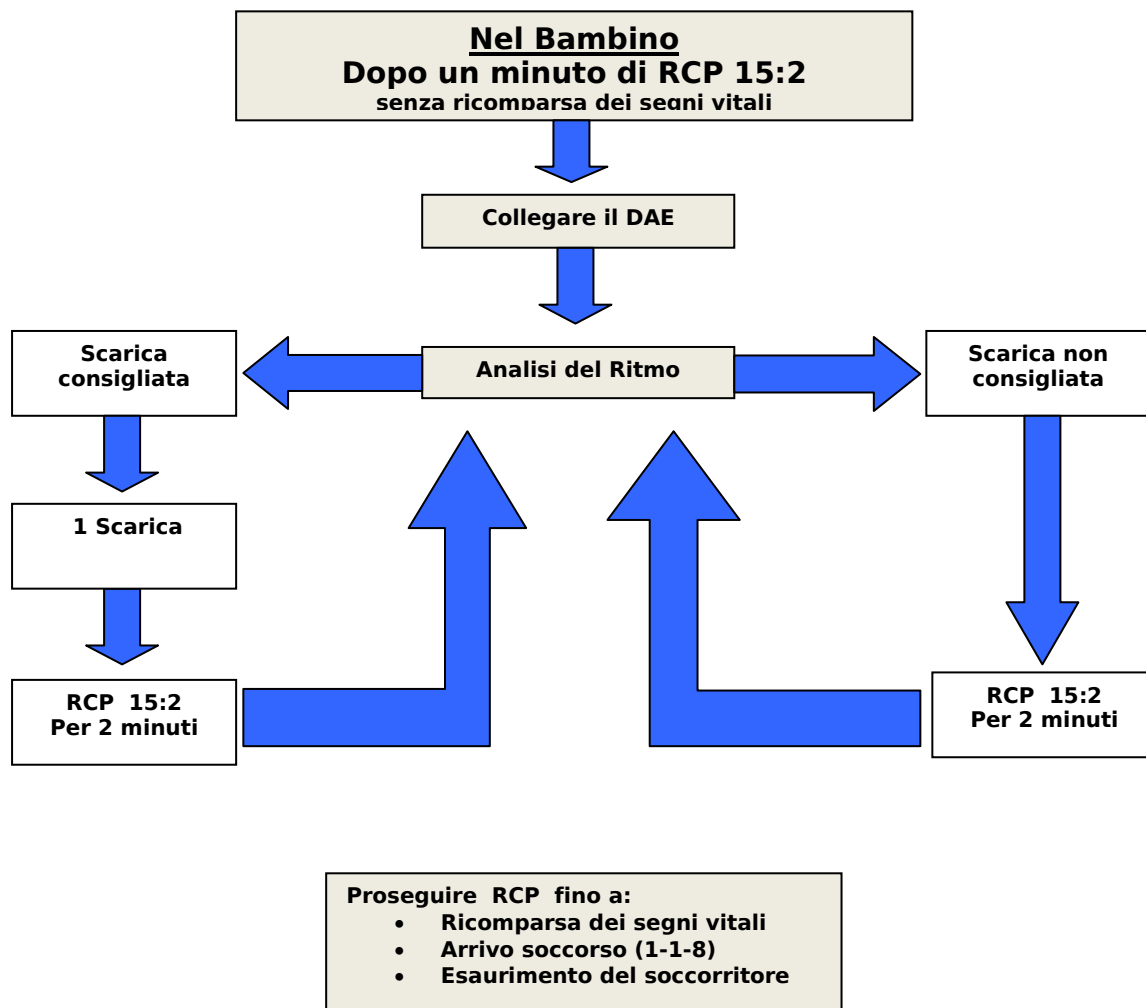 Nel Bambino
Dopo un minuto di RCP 15:2
senza ricomparsa dei segni vitali
Collegare il DAE
Scarica
consigliata
Analisi del Ritmo
Scarica non
consigliata
1 Scarica
RCP 15:2
Per 2 minuti
RCP 15:2
Per 2 minuti
Proseguire RCP fino a:
• Ricomparsa dei segni vitali
• Arrivo soccorso (1-1-8)
• Esaurimento del soccorritore